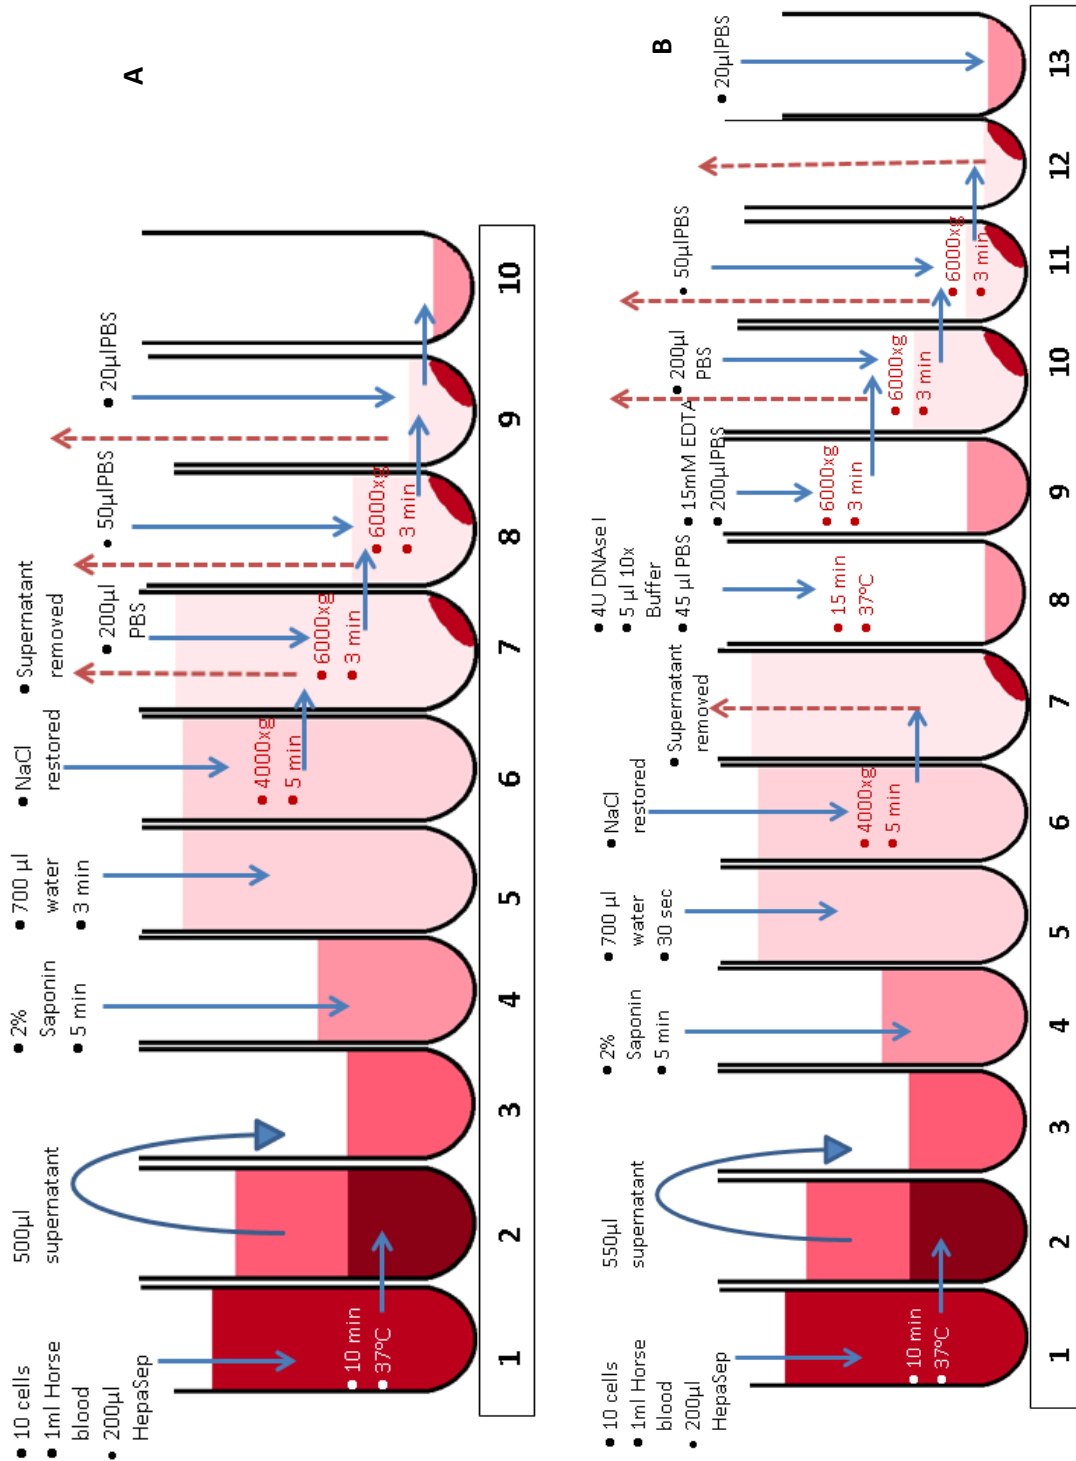 A
10 cells
1ml Horse
blood
200µl
HepaSep
10 min
37ºC
500µl
supernatant
2%
Saponin
5 min
700 µl
water
3 min
NaCl
restored
4000xg
5 min
Supernatant
removed
200µl
PBS
6000xg
3 min
50µlPBS
6000xg
3 min
20µlPBS
1 2 3 4 5 6 7 8 9 10
B
10 cells
1ml Horse
blood
200µl
HepaSep
10 min
37ºC
550µl
supernatant
2%
Saponin
5 min
700 µl
water
30 sec
NaCl
restored
4000xg
5 min
Supernatant
removed
4U DNAse I
5 µl 10x
Buffer
45 µl PBS
15 min
37ºC
15mM EDTA
200µlPBS
6000xg
3 min
200µl
PBS
6000xg
3 min
50µlPBS
6000xg
3 min
20µlPBS
1 2 3 4 5 6 7 8 9 10 11 12 13